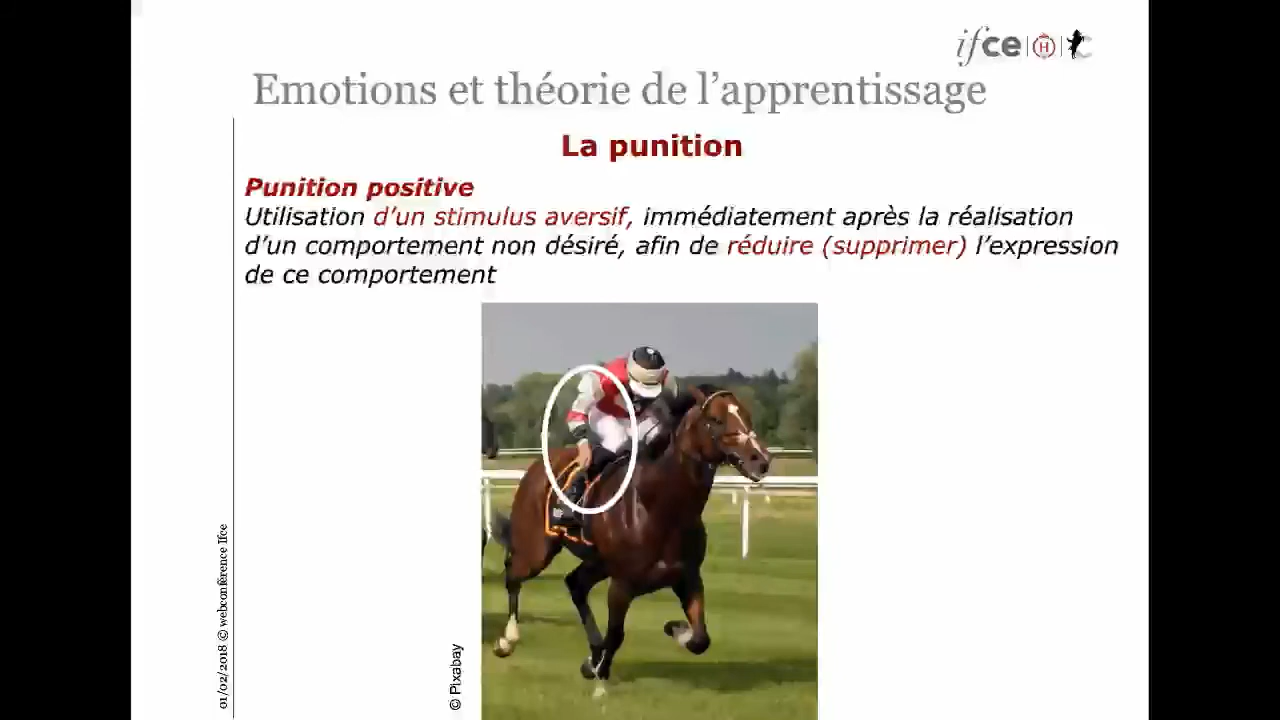 ifce H
Emotions et théorie de l'apprentissage
La punition
Punition positive
Utilisation d'un stimulus aversif, immédiatement après la réalisation
d'un comportement non désiré, afin de réduire (supprimer) l'expression
de ce comportement
01/02/2018 © webconférence Ifce
© Pixabay